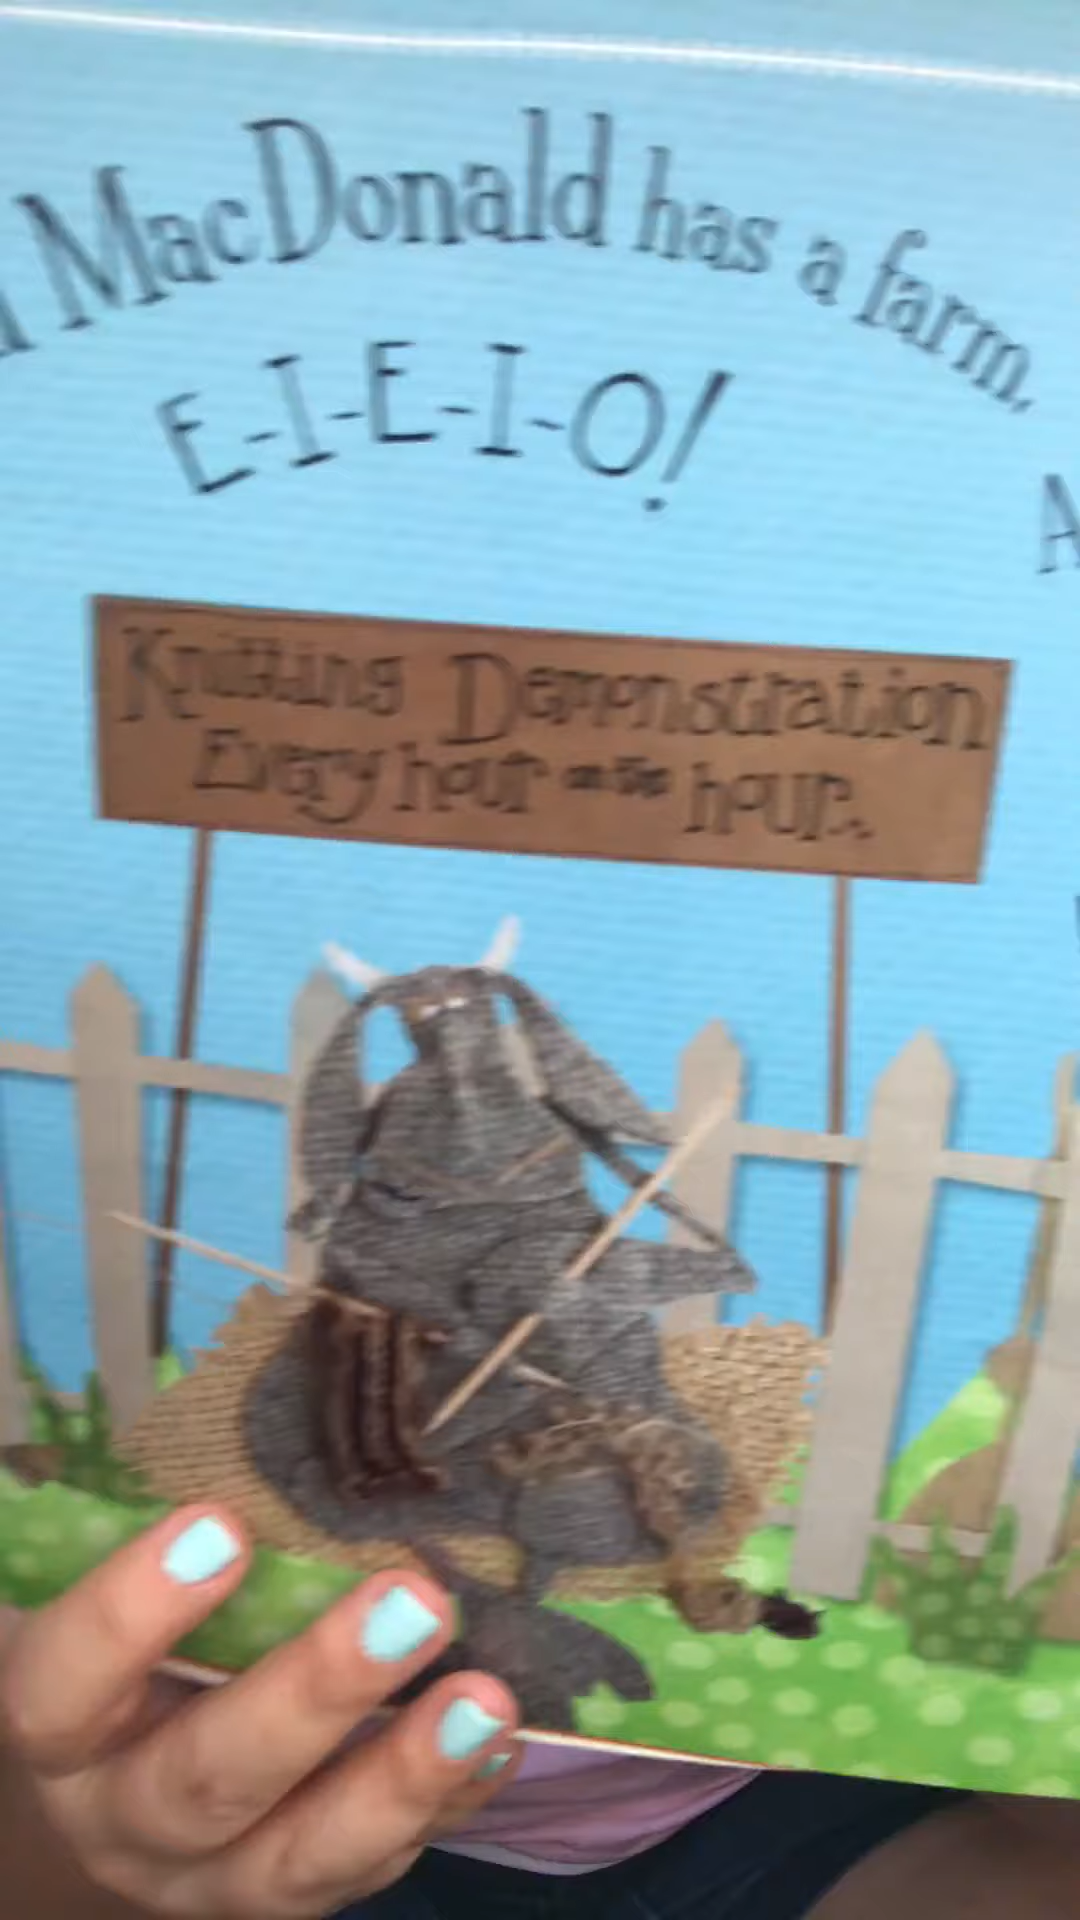 MacDonald has a farm,
E-I-E-I-O!
Knitting Demonstration
Every hour on the hour.